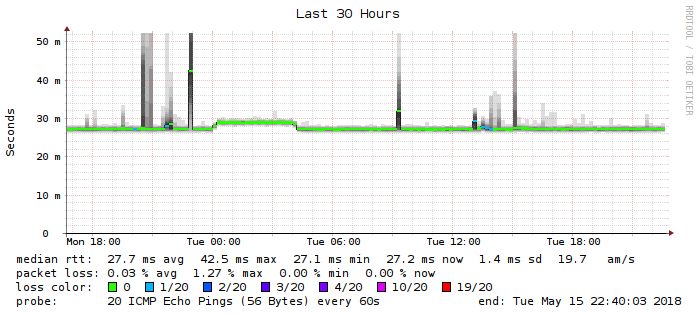 Last 30 Hours
RRDTOOL / TOBI OETIKER
Seconds
50 m
40 m
30 m
20 m
10 m
0
Mon 18:00 Tue 00:00 Tue 06:00 Tue 12:00 Tue 18:00
median rtt: 27.7 ms avg 42.5 ms max 27.1 ms min 27.2 ms now 1.4 ms sd 19.7 am/s
packet loss: 0.03 % avg 1.27 % max 0.00 % min 0.00 % now
loss color: 0 1/20 2/20 3/20 4/20 10/20 19/20
probe: 20 ICMP Echo Pings (56 Bytes) every 60s end: Tue May 15 22:40:03 2018